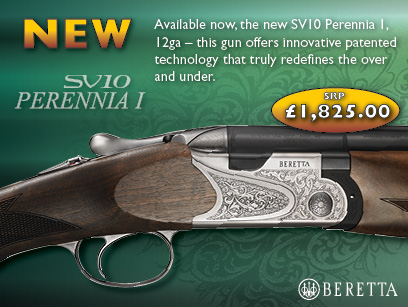 NEW
Available now, the new SV10 Perennia 1,
12ga – this gun offers innovative patented
technology that truly redefines the over
and under.
SV10
PERENNIA I
SRP
£1,825.00
BERETTA
BERETTA